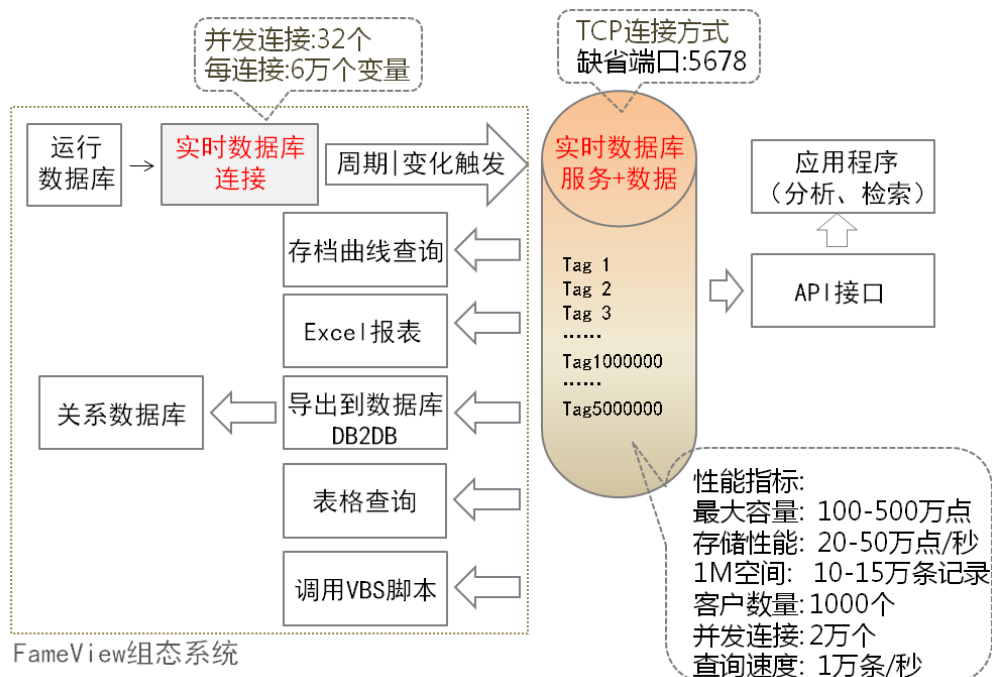 并发连接:32个
每连接:6万个变量
TCP连接方式
缺省端口:5678
运行
数据库
实时数据库
连接
周期|变化触发
实时数据库
服务+数据
应用程序
（分析、检索）
存档曲线查询
Tag 1
Tag 2
Tag 3
......
Tag1000000
......
Tag5000000
API接口
Excel报表
关系数据库
导出到数据库
DB2DB
表格查询
调用VBS脚本
性能指标:
最大容量: 100-500万点
存储性能: 20-50万点/秒
1M空间: 10-15万条记录
客户数量:1000个
并发连接:2万个
查询速度: 1万条/秒
FameView组态系统